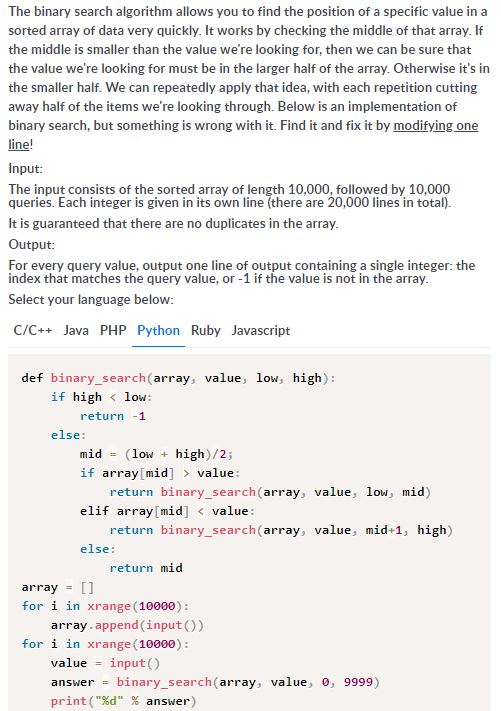 The binary search algorithm allows you to find the position of a specific value in a
sorted array of data very quickly. It works by checking the middle of that array. If
the middle is smaller than the value we're looking for, then we can be sure that
the value we're looking for must be in the larger half of the array. Otherwise it's in
the smaller half. We can repeatedly apply that idea, with each repetition cutting
away half of the items we're looking through. Below is an implementation of
binary search, but something is wrong with it. Find it and fix it by modifying one
line!
Input:
The input consists of the sorted array of length 10,000, followed by 10,000
queries. Each integer is given in its own line (there are 20,000 lines in total).
It is guaranteed that there are no duplicates in the array.
Output:
For every query value, output one line of output containing a single integer: the
index that matches the query value, or -1 if the value is not in the array.
Select your language below:
C/C++ Java PHP Python Ruby Javascript
def binary_search(array, value, low, high):
    if high < low:
        return -1
    else:
        mid = (low + high)/2;
        if array[mid] > value:
            return binary_search(array, value, low, mid)
        elif array[mid] < value:
            return binary_search(array, value, mid+1, high)
        else:
            return mid
array = []
for i in xrange(10000):
    array.append(input())
for i in xrange(10000):
    value = input()
    answer = binary_search(array, value, 0, 9999)
    print("%d" % answer)